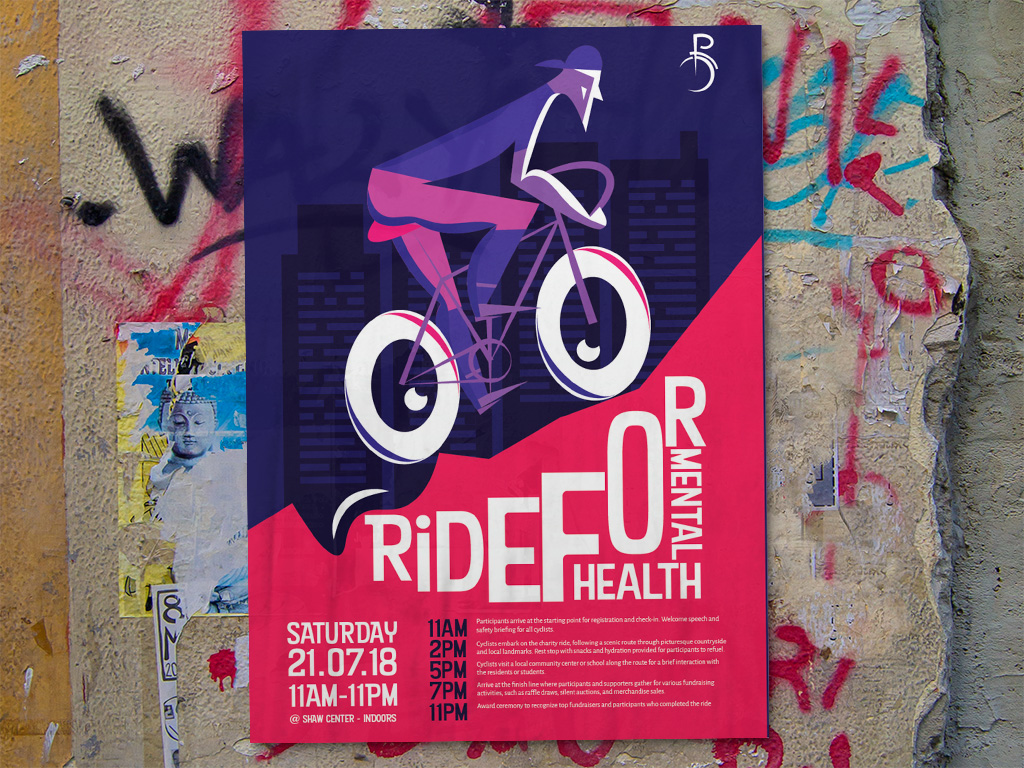 RiDE FOR
MENTAL
HEALTH
SATURDAY
21.07.18
11AM-11PM
@ SHAW CENTER - INDOORS
11AM
Participants arrive at the starting point for registration and check-in. Welcome speech and
safety briefing for all cyclists.
2PM
Cyclists embark on the charity ride, following a scenic route through picturesque countryside
and local landmarks. Rest stop with snacks and hydration provided for participants to refuel
5PM
Cyclists visit a local community center or school along the route for a brief interaction with
the residents or students.
7PM
Arrive at the finish line where participants and supporters gather for various fundraising
activities, such as raffle draws, silent auctions, and merchandise sales
11PM
Award ceremony to recognize top fundraisers and participants who completed the ride